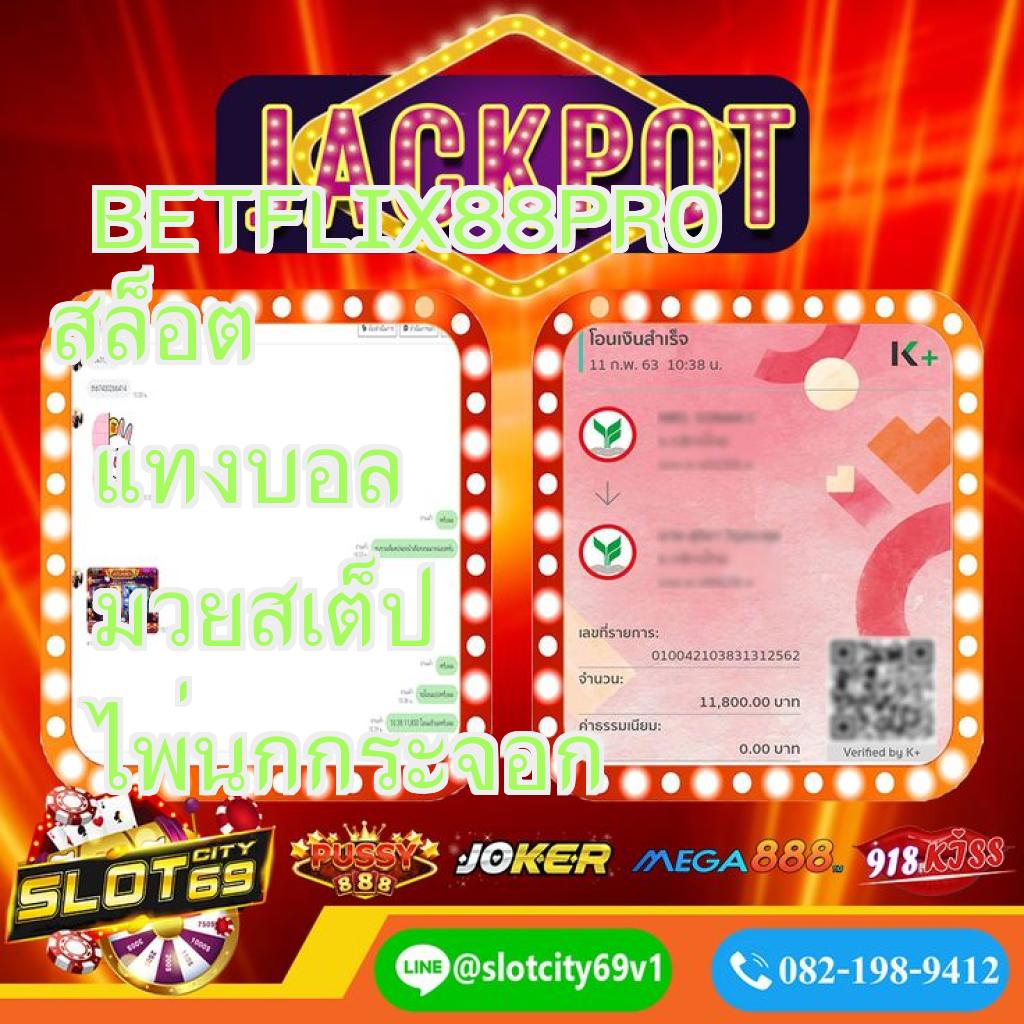 JACKPOT
BETFLIX88PRO
สล็อต
แทงบอล
มวยสเต็ป
ไพ่นกกระจอก
โอนเงินสำเร็จ
11 ก.พ. 63 10:38 น.
K+
เลขที่รายการ:
010042103831312562
จำนวน:
11,800.00 บาท
ค่าธรรมเนียม:
0.00 บาท
Verified by K+
SLOT CITY 69
PUSSY 888
JOKER
MEGA888
918KISS
LINE @slotcity69v1
082-198-9412